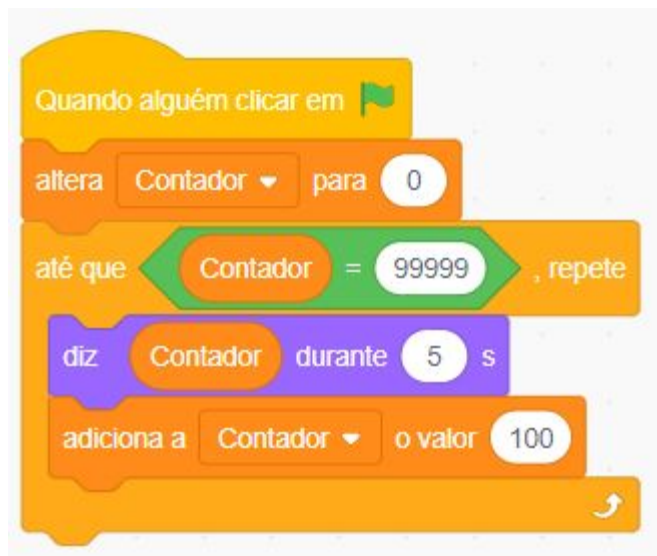 Quando alguém clicar em
altera Contador para 0
até que Contador = 99999 , repete
diz Contador durante 5 s
adiciona a Contador o valor 100